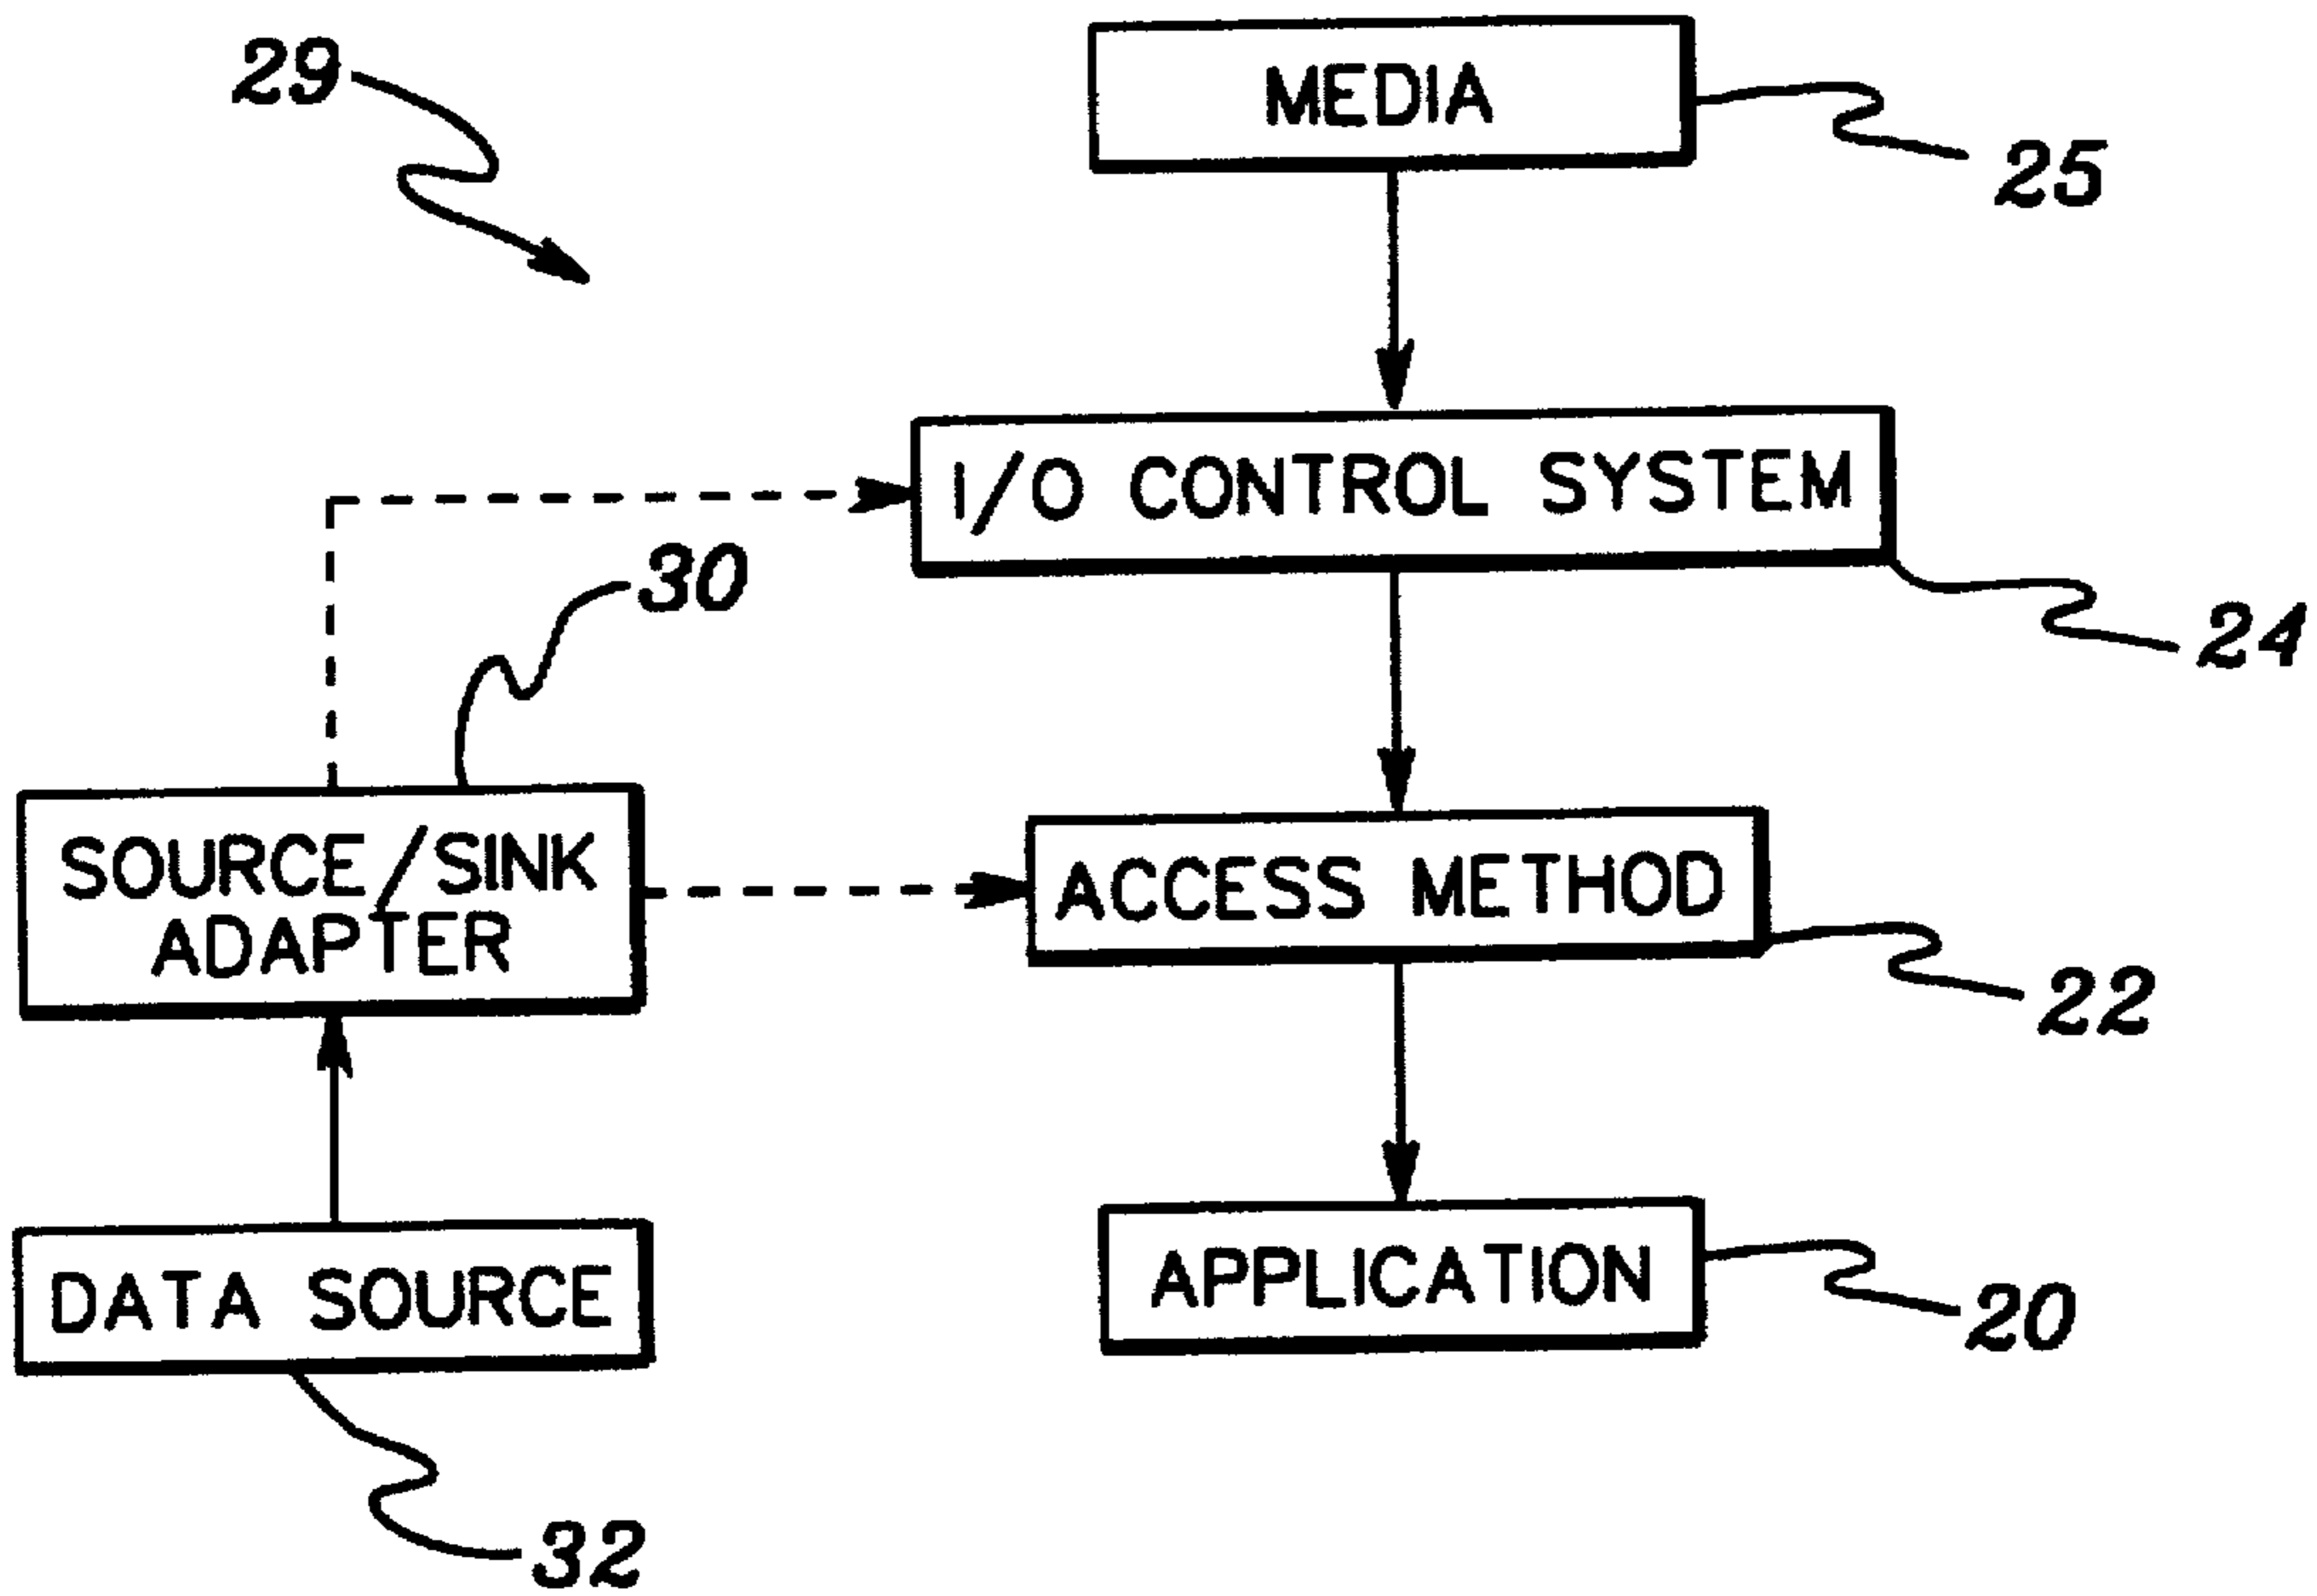 29
MEDIA
25
I/O CONTROL SYSTEM
30
24
SOURCE/SINK
ADAPTER
ACCESS METHOD
22
DATA SOURCE
APPLICATION
20
32